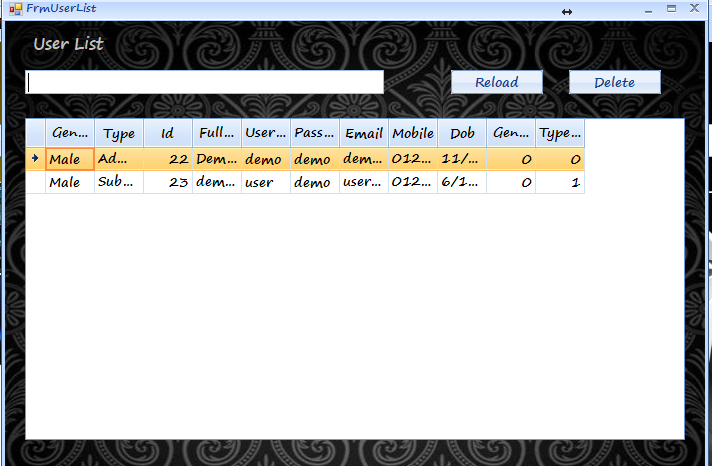 FrmUserList
User List
Reload Delete
Gen... Type Id Full... User... Pass... Email Mobile Dob Gen... Type...
Male Ad... 22 Dem... demo demo dem... 012... 11/... 0 0
Male Sub... 23 dem... user demo user... 012... 6/1... 0 1